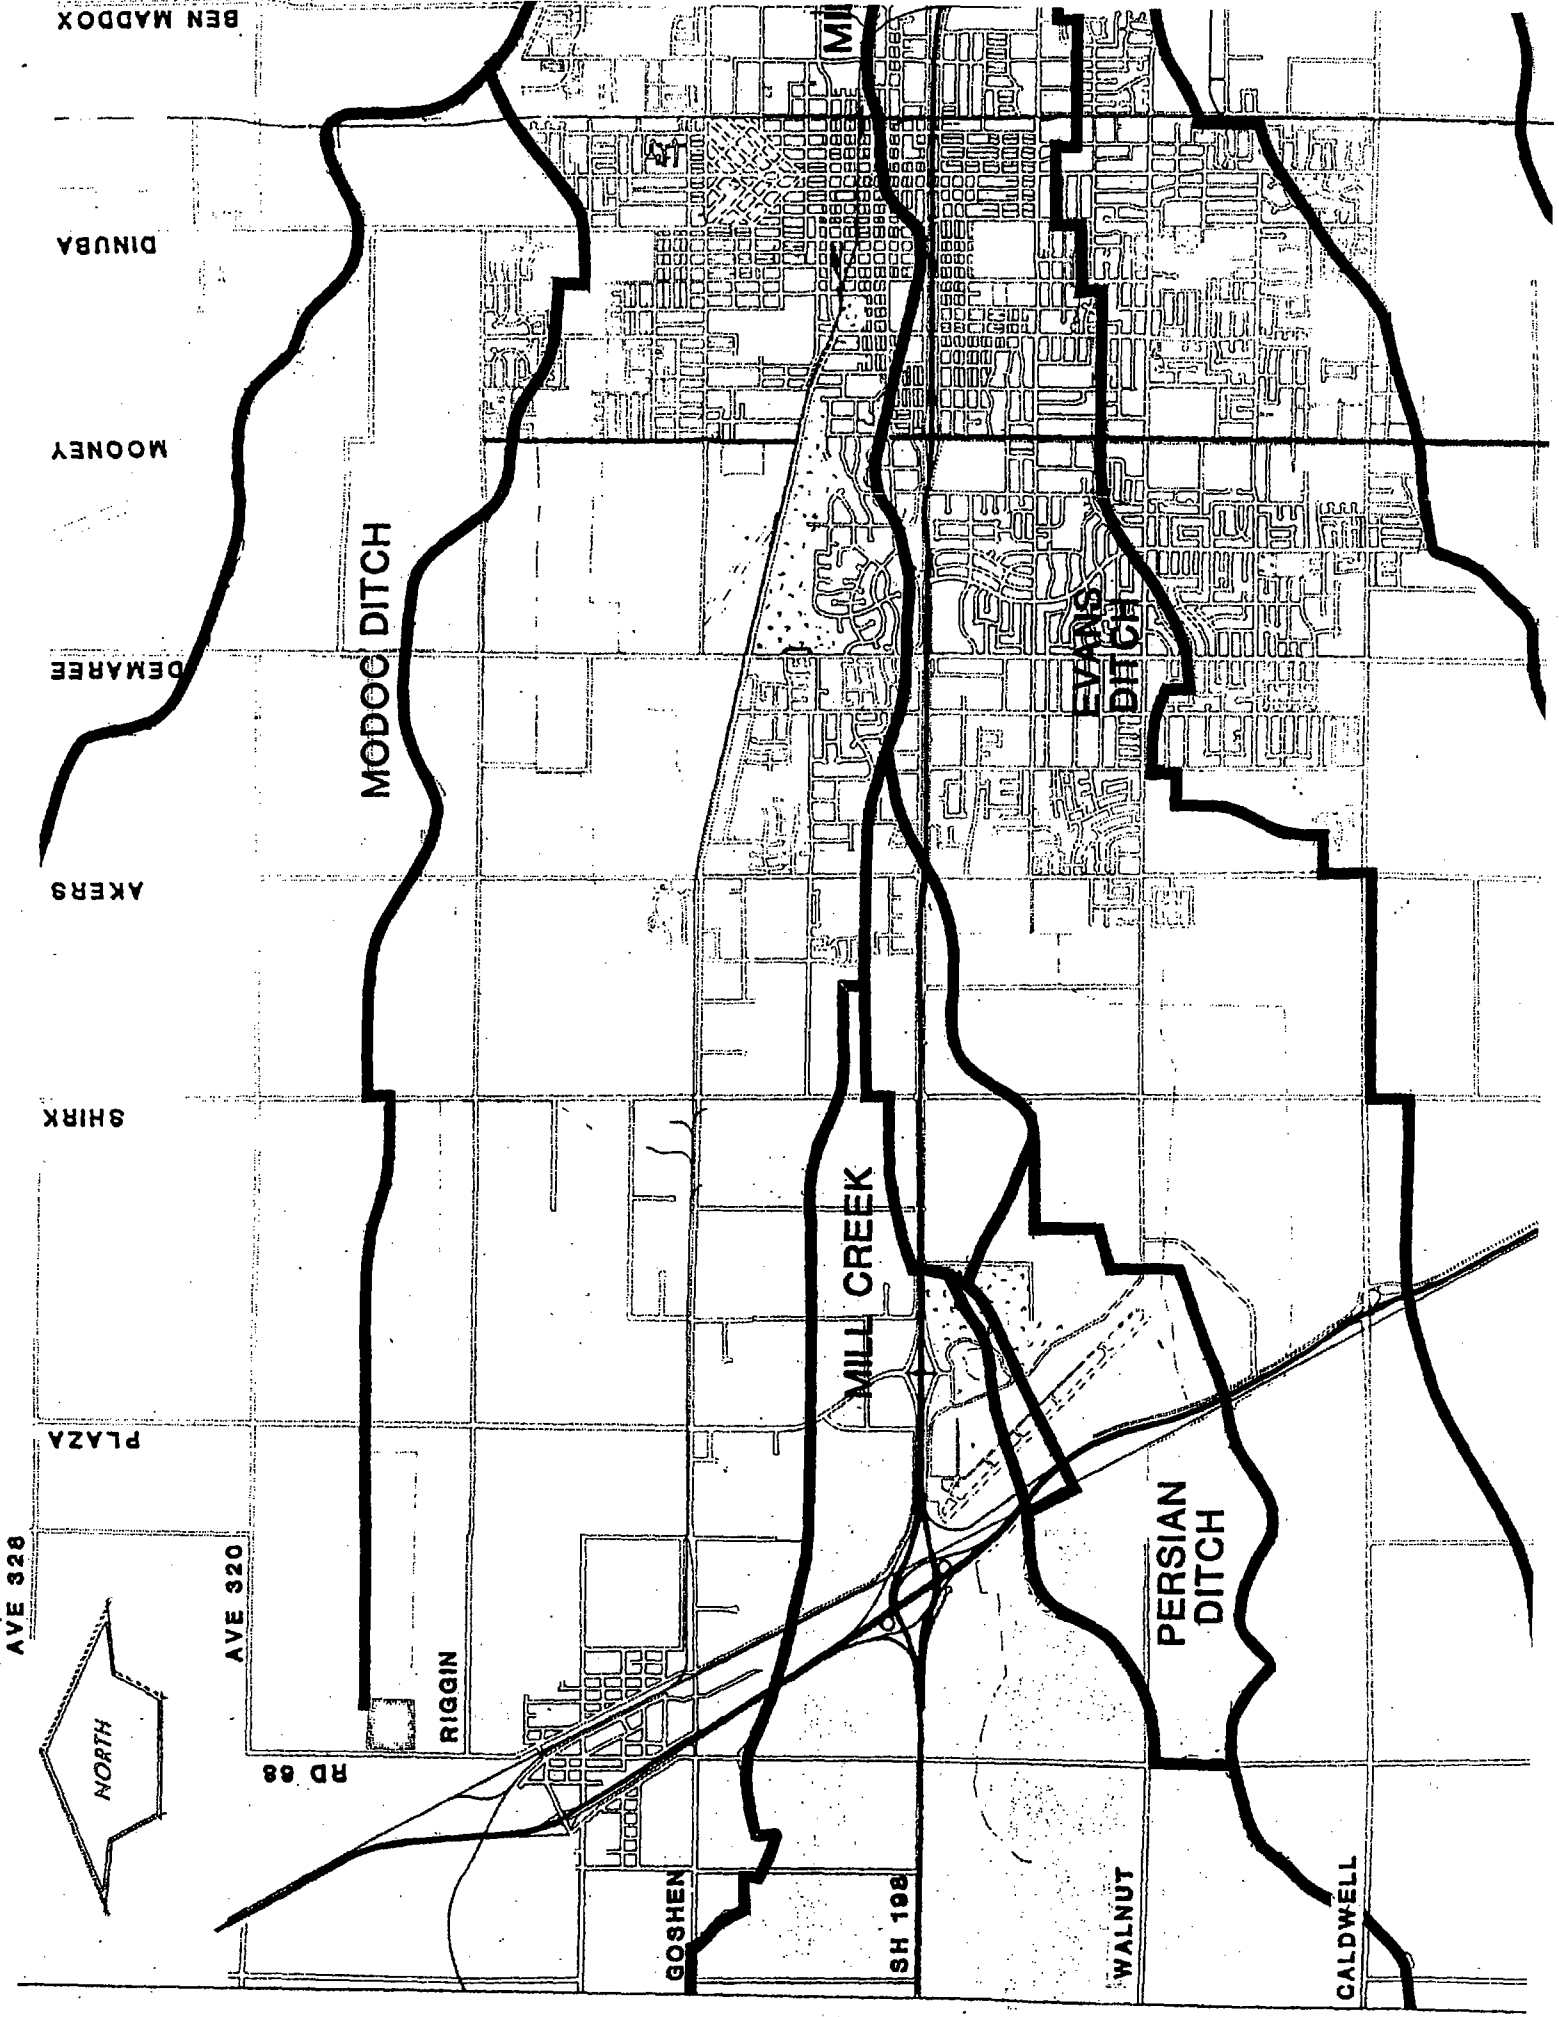 BEN MADDOX
DINUBA
MOONEY
DEMAREE
AKERS
SHIRK
PLAZA
RD 68
AVE 328
AVE 320
RIGGIN
GOSHEN
SH 198
WALNUT
CALDWELL
NORTH
MODOC DITCH
MILL CREEK
EVANS
DITCH
PERSIAN
DITCH